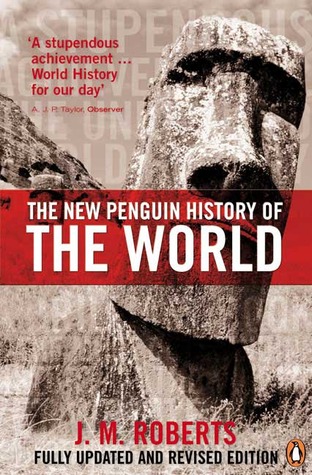 'A stupendous
achievement ...
World History
for our day'
A. J. P. Taylor, Observer
THE NEW PENGUIN HISTORY OF
THE WORLD
J. M. ROBERTS
FULLY UPDATED AND REVISED EDITION